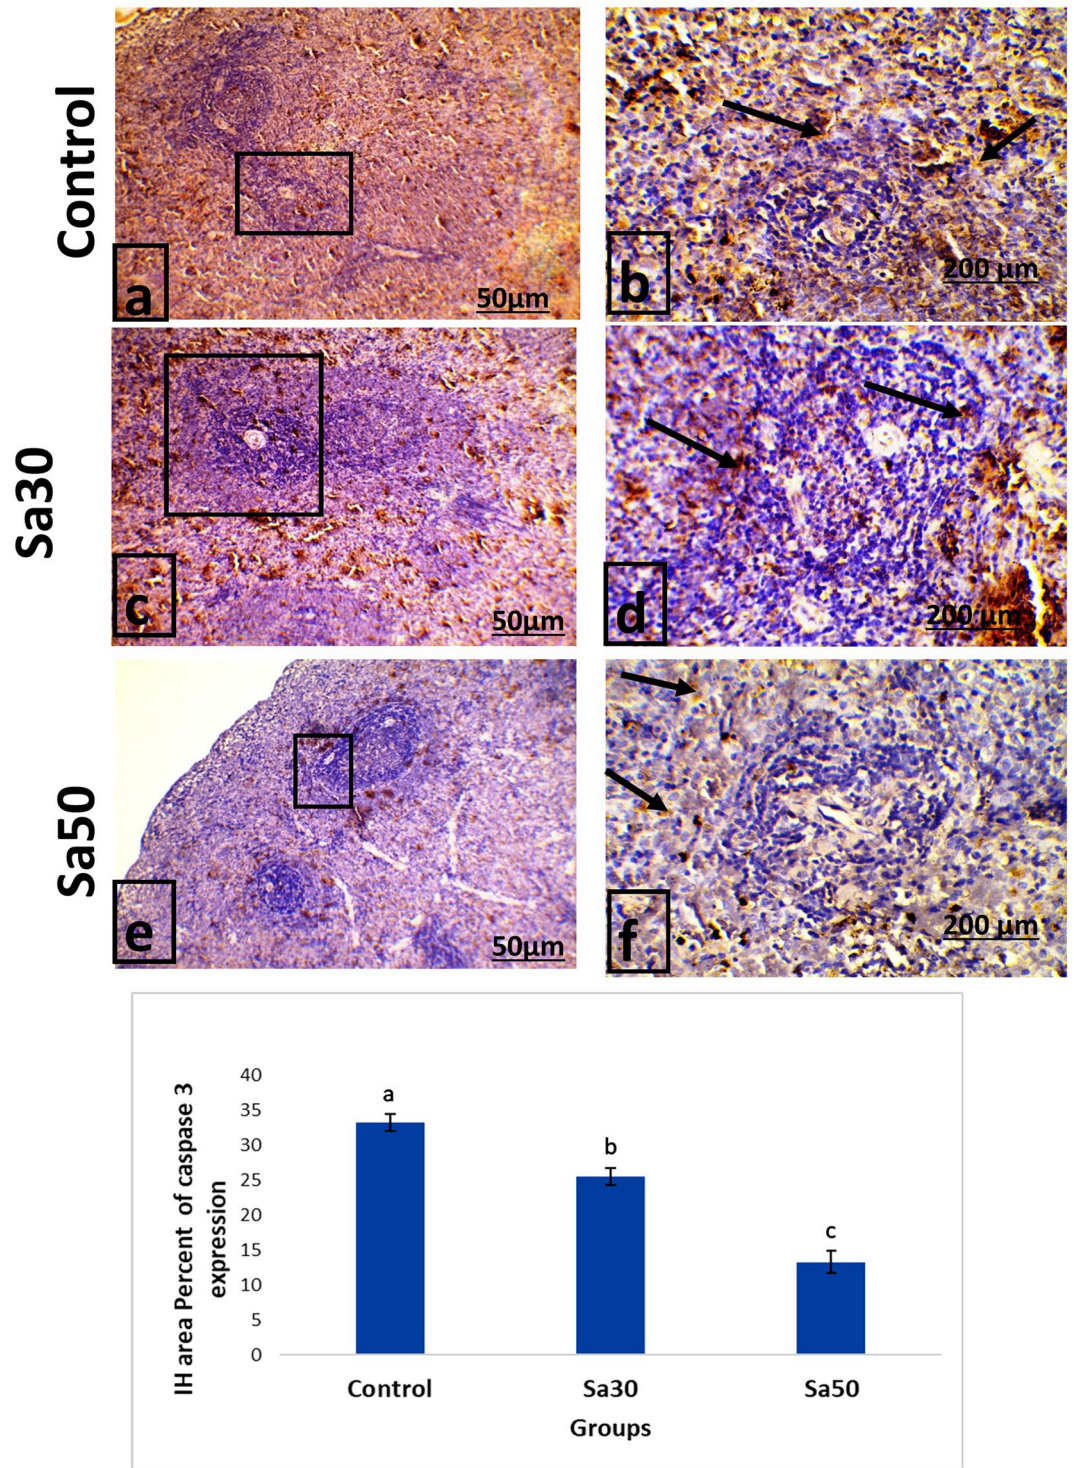 Control
a
50µm
b
200 µm
Sa30
c
50µm
d
200 µm
Sa50
e
50µm
f
200 µm
IH area Percent of caspase 3
expression
40
35
30
25
20
15
10
5
0
a
b
c
Control
Sa30
Sa50
Groups